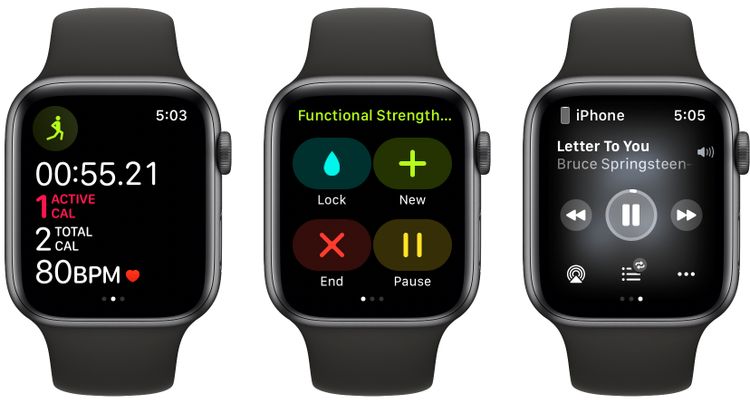 5:03
00:55.21
1 ACTIVE
CAL
2 TOTAL
CAL
80BPM
Functional Strength...
Lock
New
End
Pause
iPhone
5:05
Letter To You
Bruce Springsteen